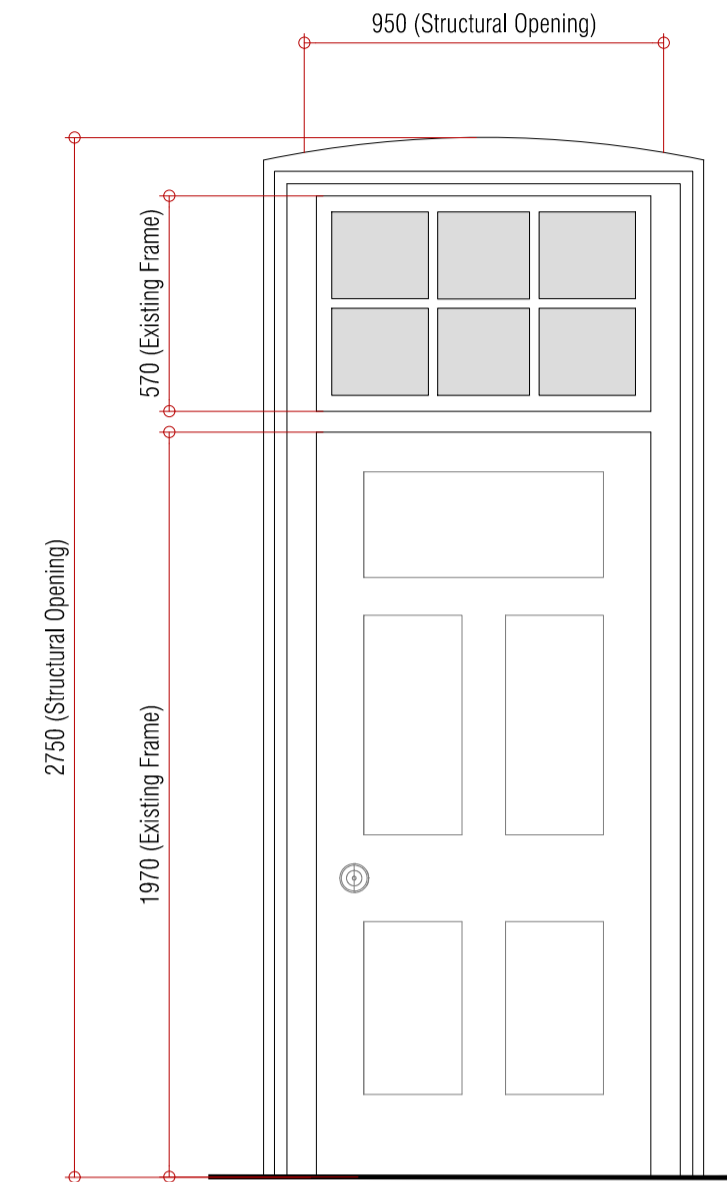 950 (Structural Opening)
570 (Existing Frame)
2750 (Structural Opening)
1970 (Existing Frame)